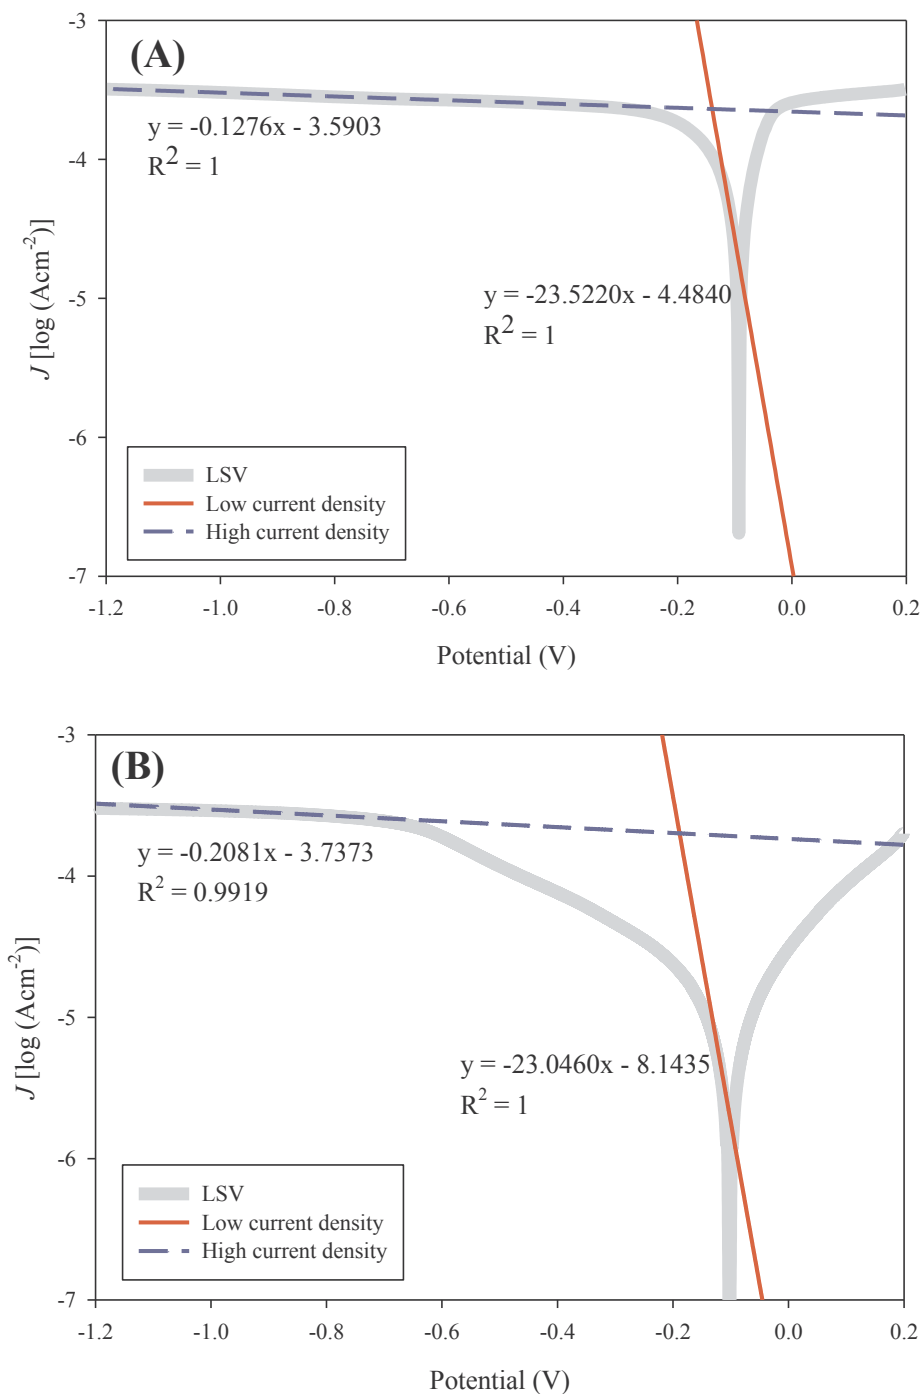 (A)
-3
-4
-5
-6
-7
J [log (Acm⁻²)]
y = -0.1276x - 3.5903
R² = 1
y = -23.5220x - 4.4840
R² = 1
LSV
Low current density
High current density
-1.2 -1.0 -0.8 -0.6 -0.4 -0.2 0.0 0.2
Potential (V)
(B)
-3
-4
-5
-6
-7
J [log (Acm⁻²)]
y = -0.2081x - 3.7373
R² = 0.9919
y = -23.0460x - 8.1435
R² = 1
LSV
Low current density
High current density
-1.2 -1.0 -0.8 -0.6 -0.4 -0.2 0.0 0.2
Potential (V)